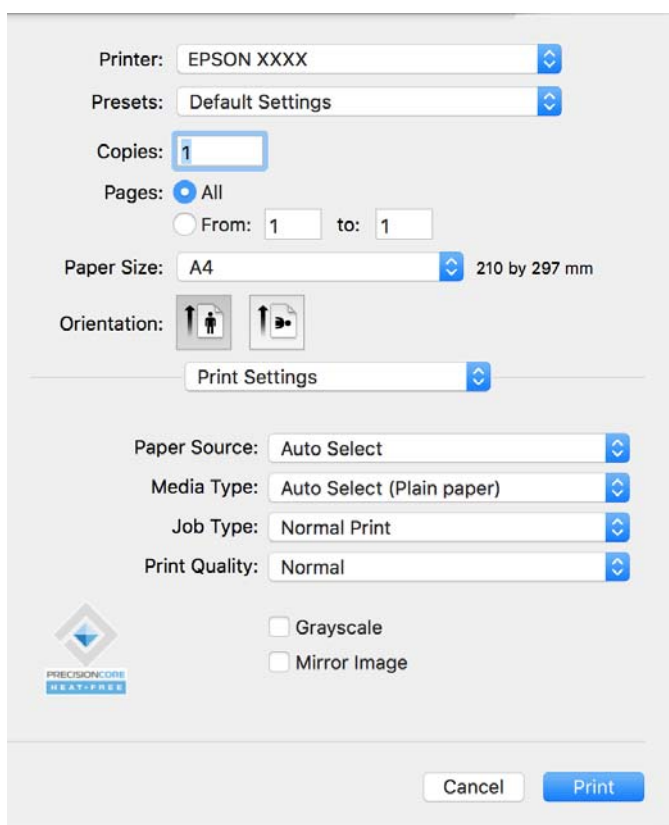 Printer: EPSON XXXX
Presets: Default Settings
Copies: 1
Pages: All
From: 1 to: 1
Paper Size: A4 210 by 297 mm
Orientation:
Print Settings
Paper Source: Auto Select
Media Type: Auto Select (Plain paper)
Job Type: Normal Print
Print Quality: Normal
Grayscale
Mirror Image
PRECISIONCORE
HEAT-FREE
Cancel Print